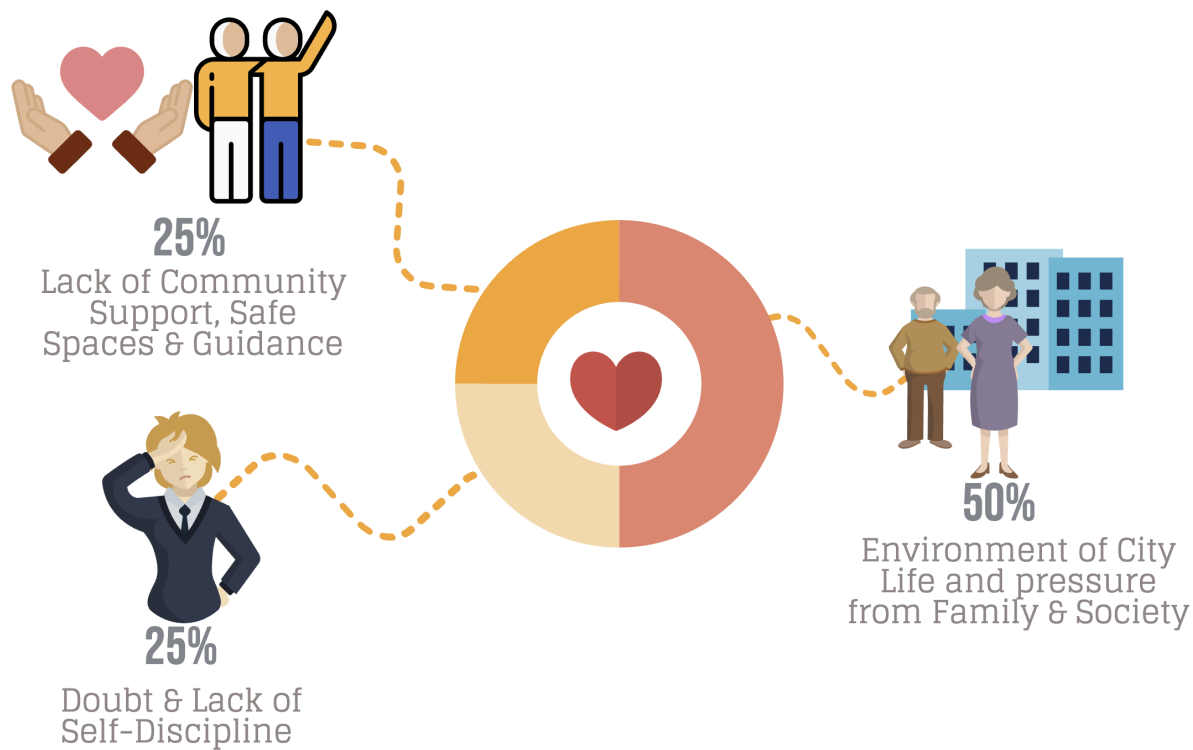 25%
Lack of Community
Support, Safe
Spaces & Guidance
25%
Doubt & Lack of
Self-Discipline
50%
Environment of City
Life and pressure
from Family & Society